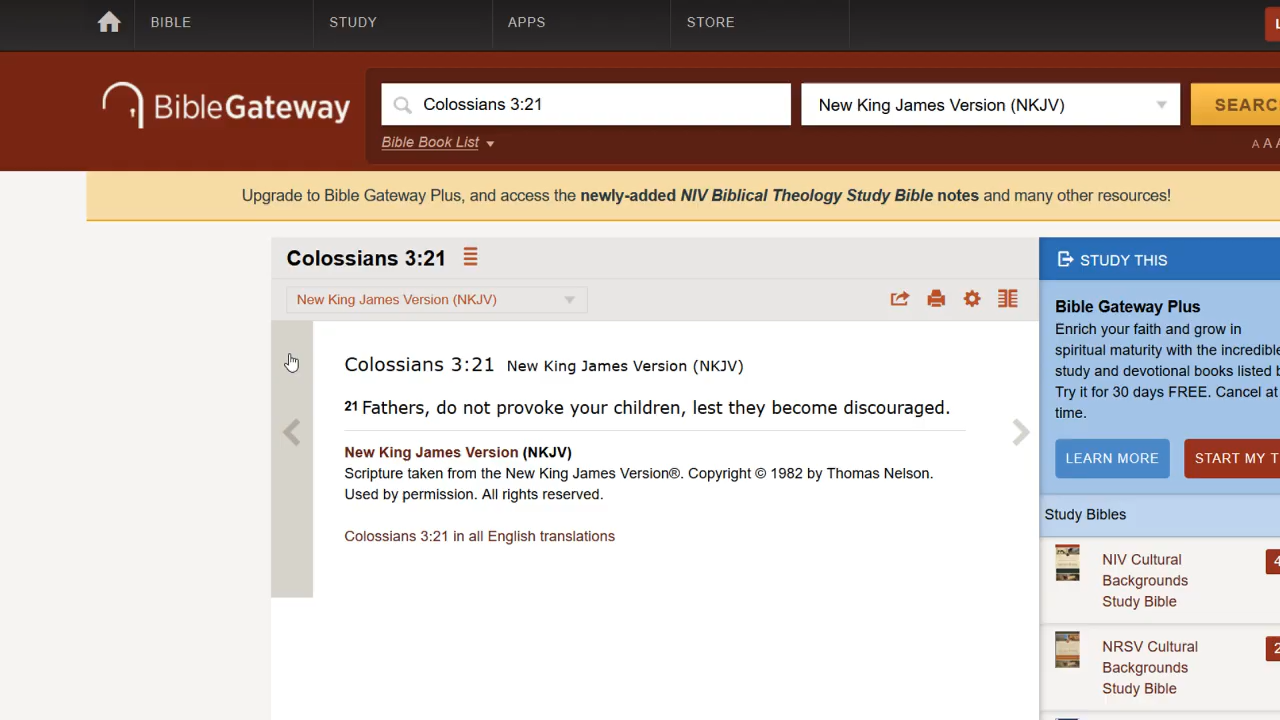 BIBLE
STUDY
APPS
STORE
BibleGateway
Colossians 3:21
New King James Version (NKJV)
SEARC
Bible Book List
A A A
Upgrade to Bible Gateway Plus, and access the newly-added NIV Biblical Theology Study Bible notes and many other resources!
Colossians 3:21
New King James Version (NKJV)
Colossians 3:21 New King James Version (NKJV)
21 Fathers, do not provoke your children, lest they become discouraged.
New King James Version (NKJV)
Scripture taken from the New King James Version®. Copyright © 1982 by Thomas Nelson.
Used by permission. All rights reserved.
Colossians 3:21 in all English translations
STUDY THIS
Bible Gateway Plus
Enrich your faith and grow in
spiritual maturity with the incredible
study and devotional books listed
Try it for 30 days FREE. Cancel at
time.
LEARN MORE
START MY T
Study Bibles
NIV Cultural
Backgrounds
Study Bible
NRSV Cultural
Backgrounds
Study Bible
2